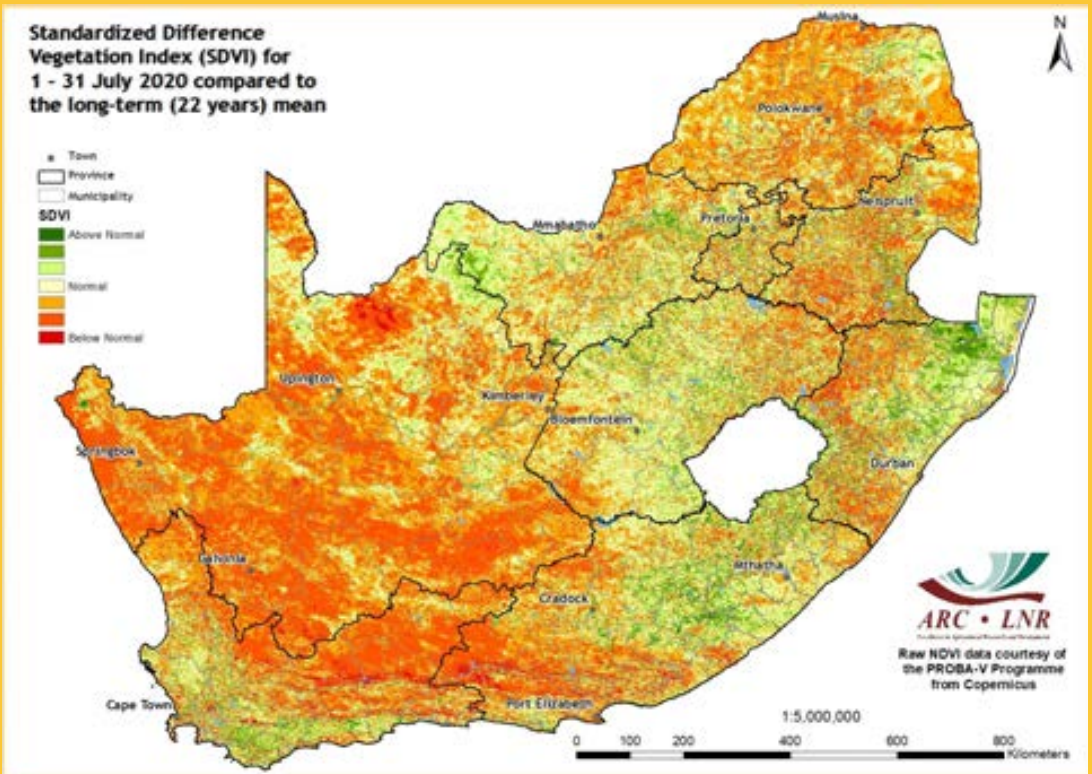 Standardized Difference
Vegetation Index (SDVI) for
1 - 31 July 2020 compared to
the long-term (22 years) mean
Town
Province
Municipality
SDVI
Above Normal
Normal
Below Normal
N
Musina
Polokwane
Nelspruit
Pretoria
Mmabatho
Upington
Kimberley
Bloemfontein
Springbok
Durban
Calvinia
Mthatha
Cradock
Cape Town
Port Elizabeth
ARC • LNR
Raw NDVI data courtesy of
the PROBA-V Programme
from Copernicus
1:5,000,000
0 100 200 400 600 800
Kilometers